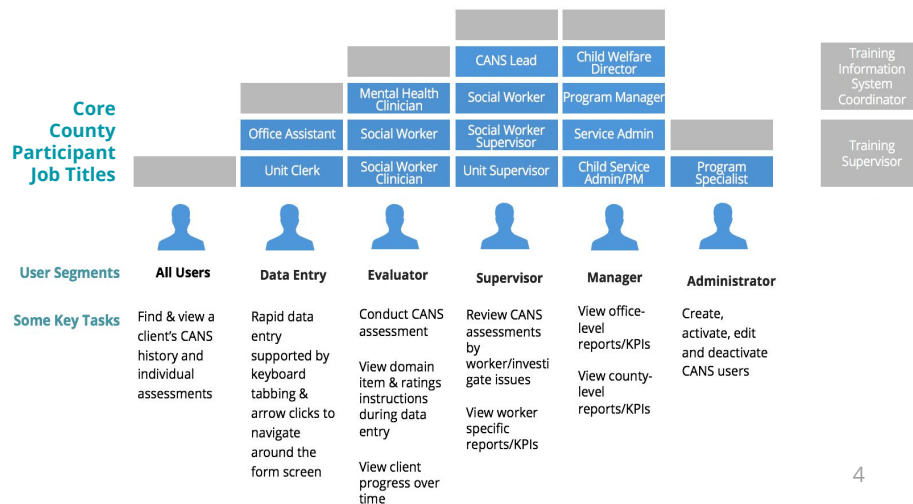 CANS Lead
Child Welfare
Director
Training
Information
System
Coordinator
Mental Health
Clinician
Social Worker
Program Manager
Core
County
Participant
Job Titles
Office Assistant
Social Worker
Social Worker
Supervisor
Service Admin
Training
Supervisor
Unit Clerk
Social Worker
Clinician
Unit Supervisor
Child Service
Admin/PM
Program
Specialist
User Segments
All Users
Data Entry
Evaluator
Supervisor
Manager
Administrator
Some Key Tasks
Find & view a
client's CANS
history and
individual
assessments
Rapid data
entry
supported by
keyboard
tabbing &
arrow clicks to
navigate
around the
form screen
Conduct CANS
assessment
View domain
item & ratings
instructions
during data
entry
View client
progress over
time
Review CANS
assessments
by
worker/investi
gate issues
View worker
specific
reports/KPIs
View office-
level
reports/KPIs
View county-
level
reports/KPIs
Create,
activate, edit
and deactivate
CANS users
4